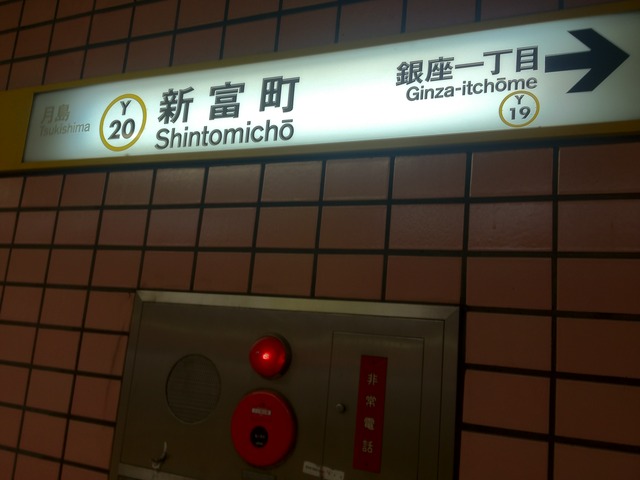 月島
Tsukishima
Y
20
新富町
Shintomichō
銀座一丁目
Ginza-itchōme
Y
19
非常電話